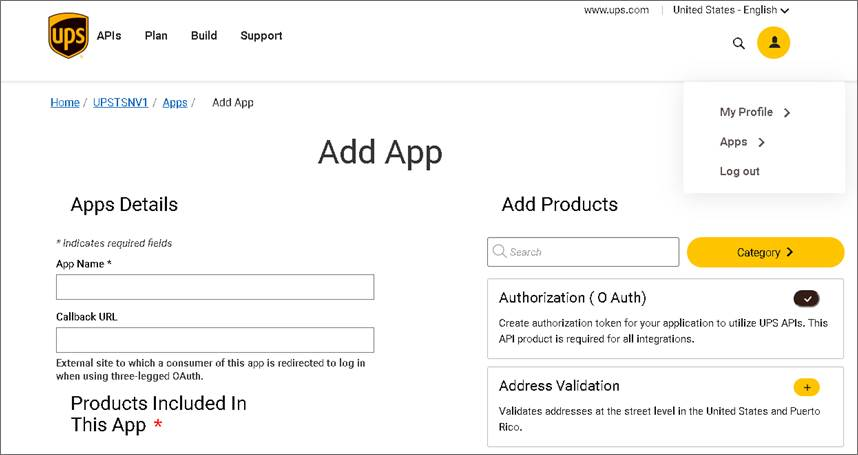 www.ups.com
United States - English
ups
APIs
Plan
Build
Support
Home / UPSTSNV1 / Apps / Add App
My Profile
Apps
Log out
Add App
Apps Details
* Indicates required fields
App Name *
Callback URL
External site to which a consumer of this app is redirected to log in
when using three-legged OAuth.
Products Included In
This App *
Add Products
Search
Category
Authorization ( O Auth)
Create authorization token for your application to utilize UPS APIs. This
API product is required for all integrations.
Address Validation
Validates addresses at the street level in the United States and Puerto
Rico.